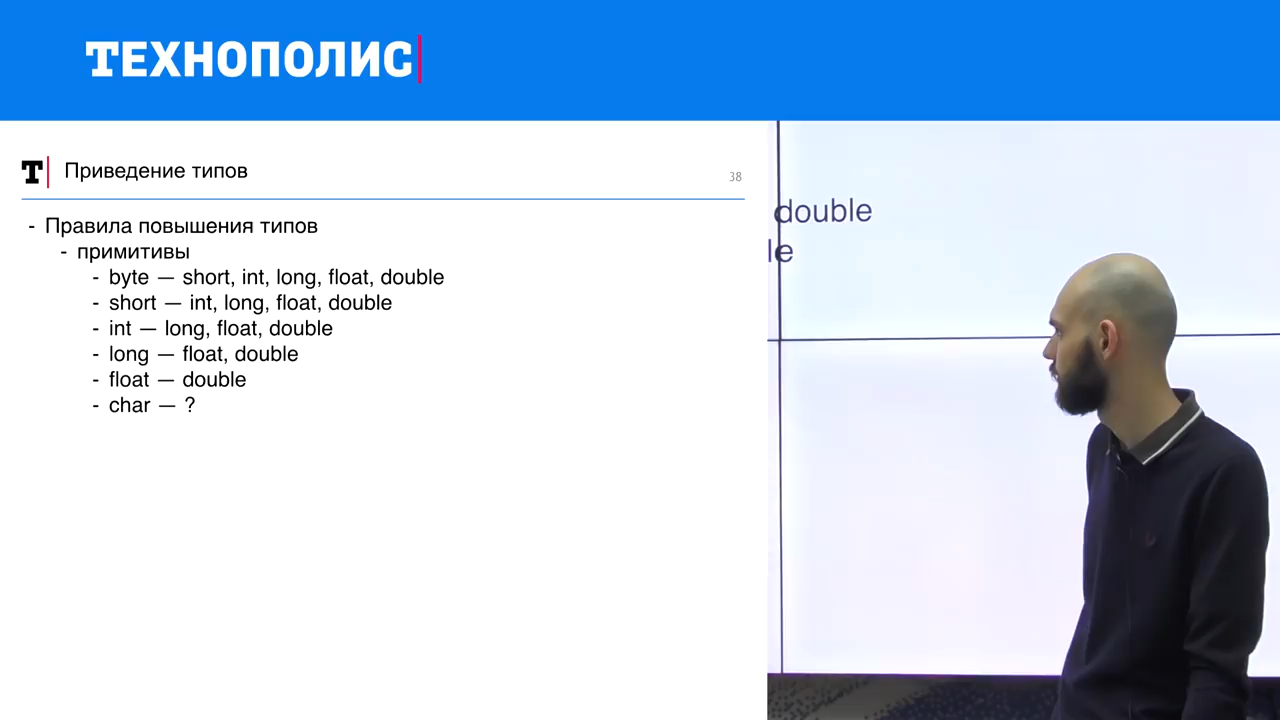 ТЕХНОПОЛИС
Т Приведение типов
38
- Правила повышения типов
- примитивы
- byte — short, int, long, float, double
- short — int, long, float, double
- int — long, float, double
- long — float, double
- float — double
- char — ?
double
le